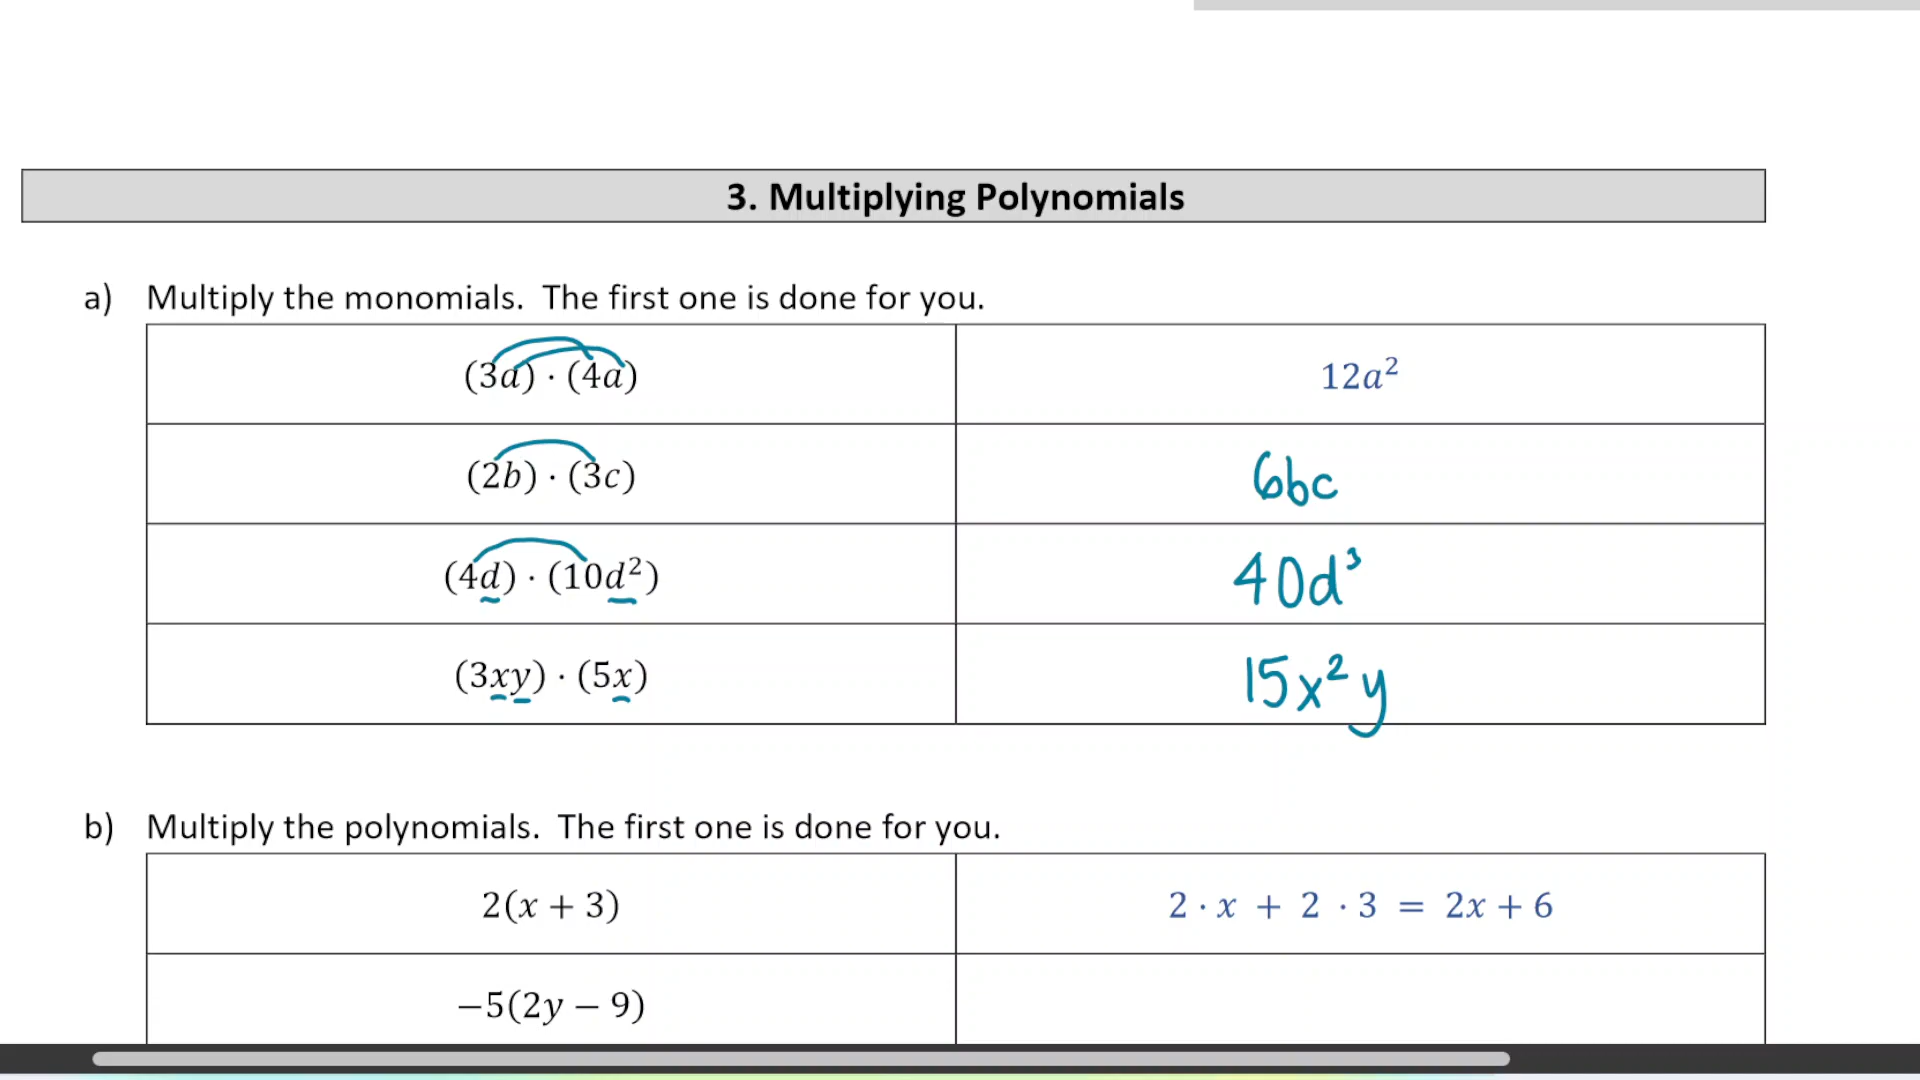 3. Multiplying Polynomials
a) Multiply the monomials. The first one is done for you.
(3a) · (4a) 12a²
(2b) · (3c) 6bc
(4d) · (10d²) 40d³
(3xy) · (5x) 15x²y
b) Multiply the polynomials. The first one is done for you.
2(x + 3) 2 · x + 2 · 3 = 2x + 6
−5(2y − 9)